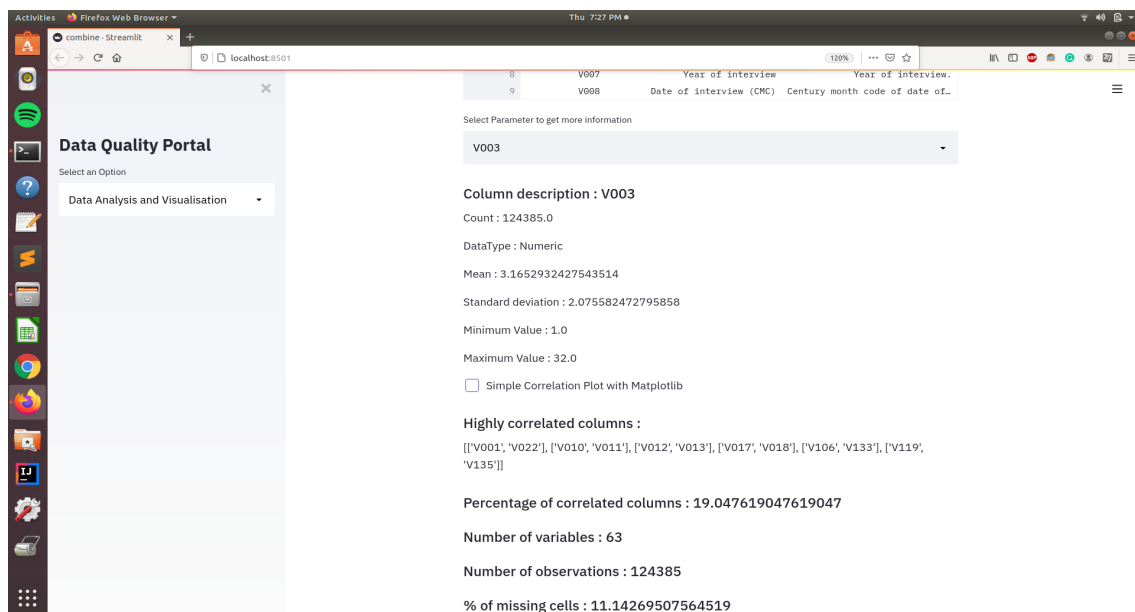 Activities Firefox Web Browser Thu 7:27 PM
combine · Streamlit
localhost:8501 120%
8 V007 Year of interview Year of interview.
9 V008 Date of interview (CMC) Century month code of date of…
Select Parameter to get more information
V003
Data Quality Portal
Select an Option
Data Analysis and Visualisation
Column description : V003
Count : 124385.0
DataType : Numeric
Mean : 3.1652932427543514
Standard deviation : 2.075582472795858
Minimum Value : 1.0
Maximum Value : 32.0
Simple Correlation Plot with Matplotlib
Highly correlated columns :
[['V001', 'V022'], ['V010', 'V011'], ['V012', 'V013'], ['V017', 'V018'], ['V106', 'V133'], ['V119',
'V135']]
Percentage of correlated columns : 19.047619047619047
Number of variables : 63
Number of observations : 124385
% of missing cells : 11.14269507564519